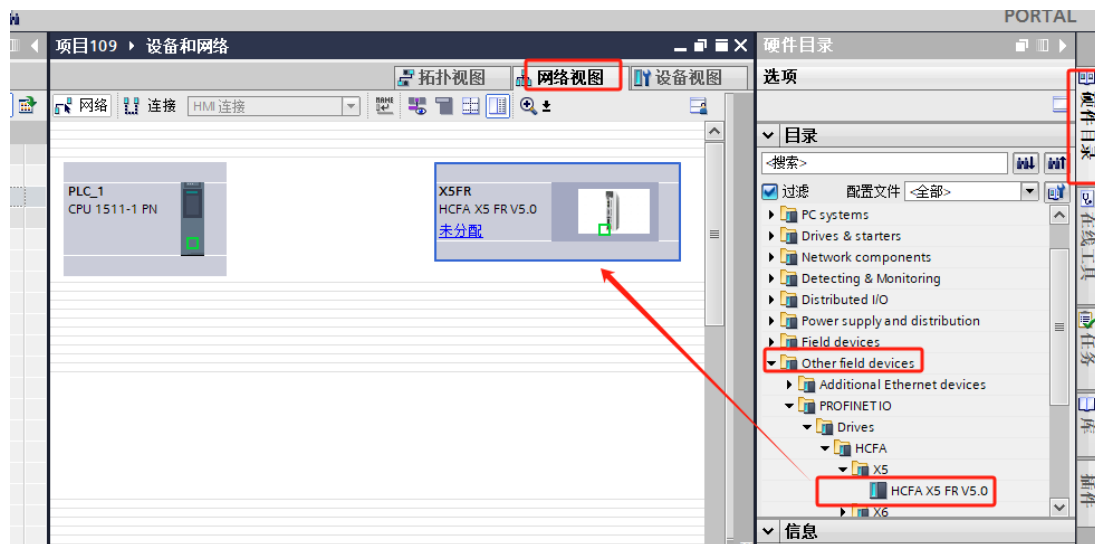 PORTAL
项目109 ▸ 设备和网络
拓扑视图
网络视图
设备视图
网络
连接
HMI 连接
PLC_1
CPU 1511-1 PN
X5FR
HCFA X5 FR V5.0
未分配
硬件目录
选项
目录
<搜索>
过滤
配置文件
<全部>
PC systems
Drives & starters
Network components
Detecting & Monitoring
Distributed I/O
Power supply and distribution
Field devices
Other field devices
Additional Ethernet devices
PROFINET IO
Drives
HCFA
X5
HCFA X5 FR V5.0
X6
信息
硬件目录
在线工具
任务
库
插件